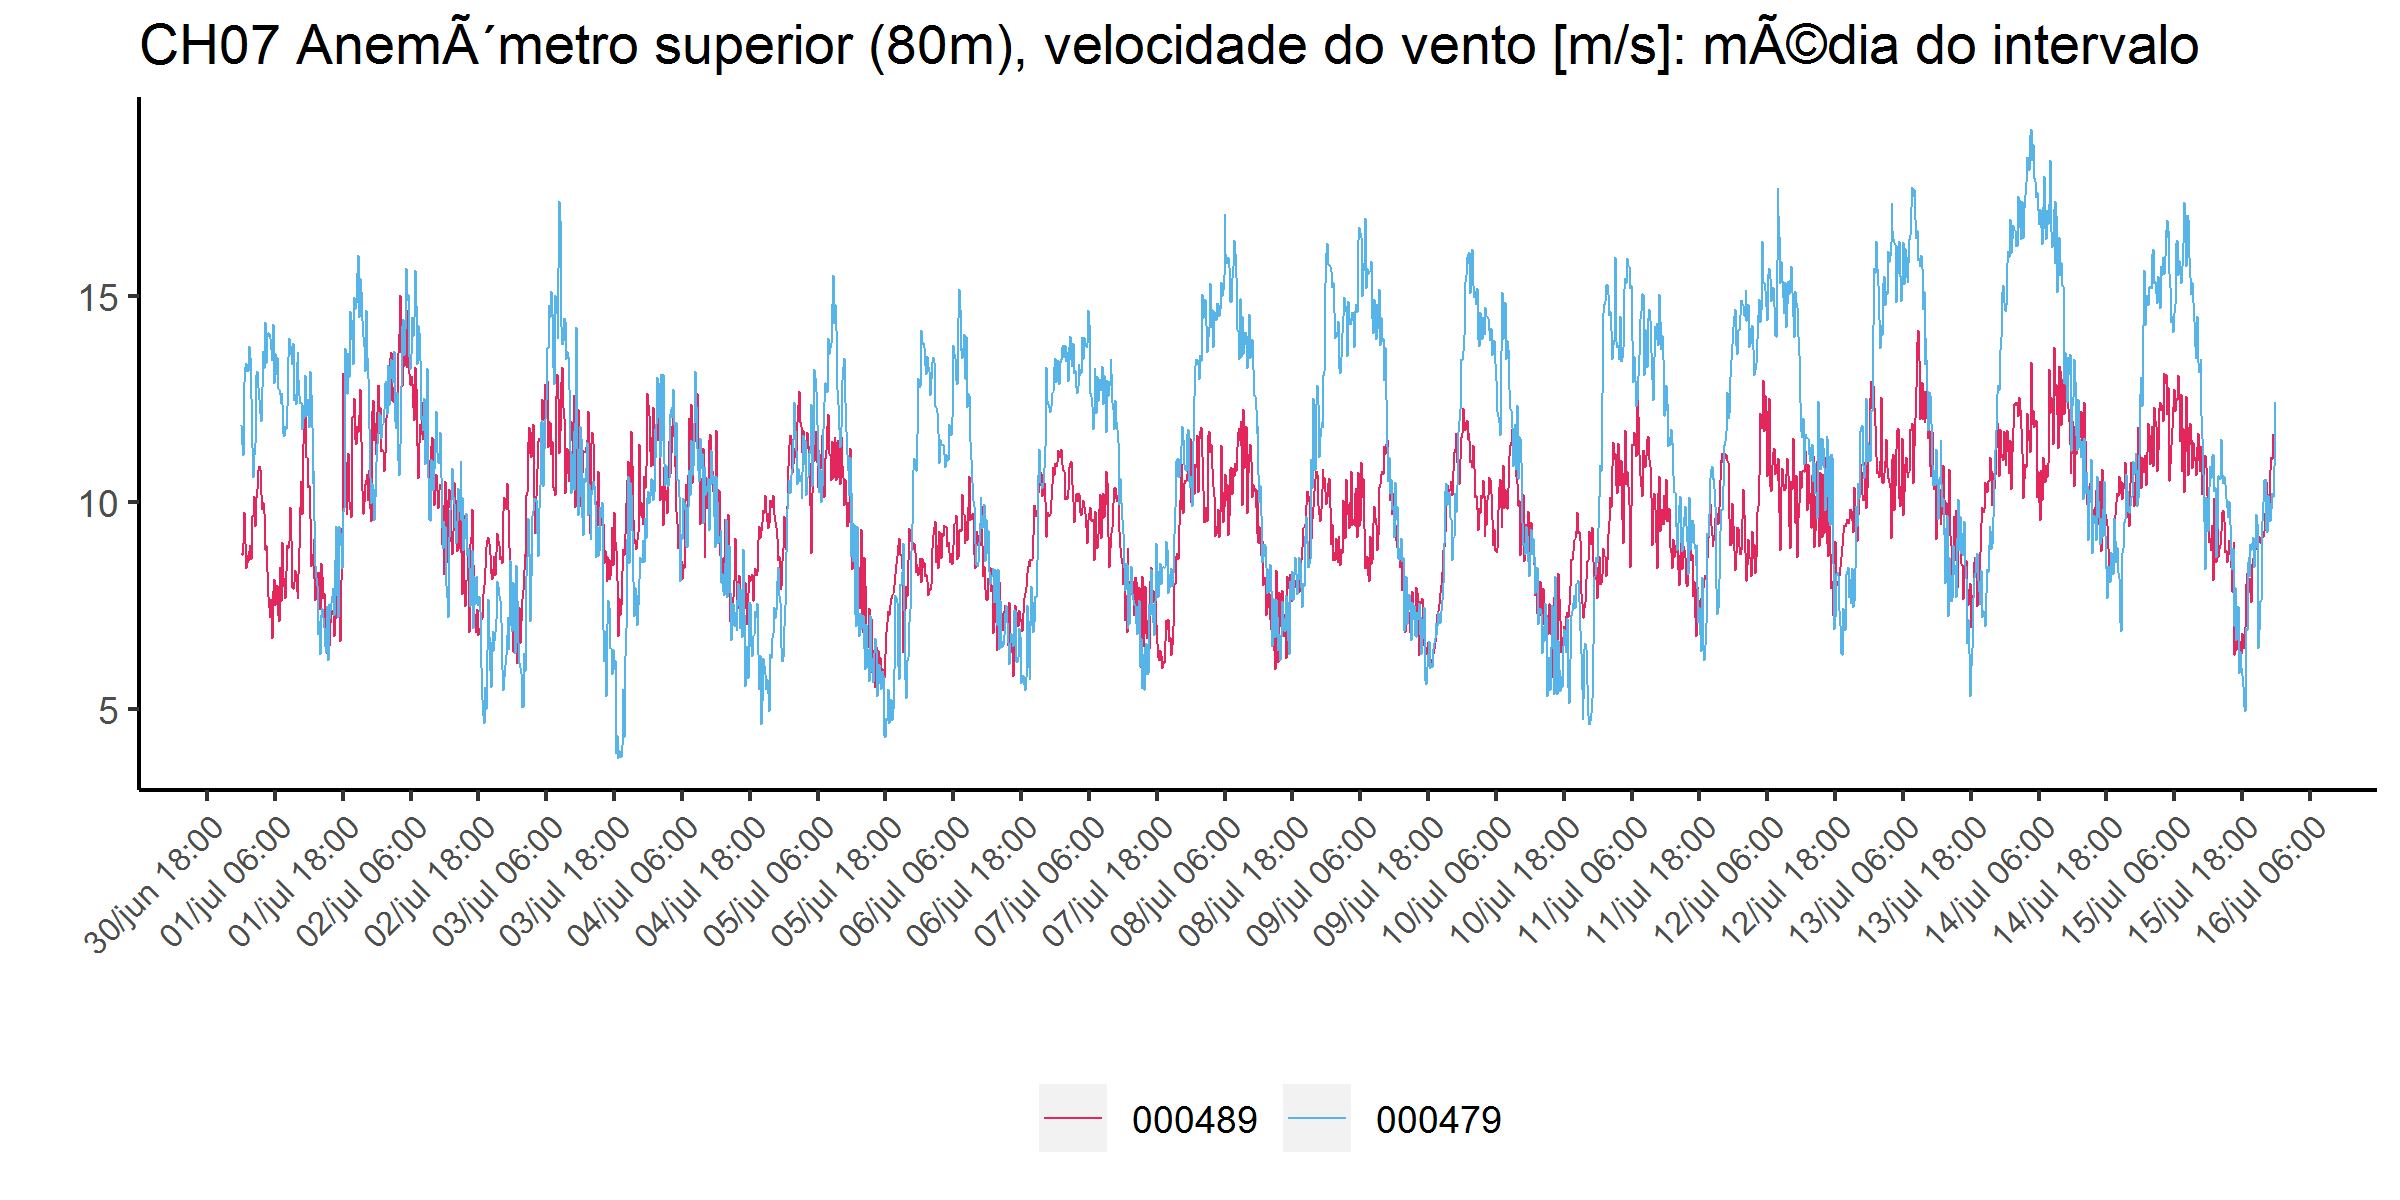 CH07 AnemÃ´metro superior (80m), velocidade do vento [m/s]: mÃ©dia do intervalo
15
10
5
30/jun 18:00
01/jul 06:00
01/jul 18:00
02/jul 06:00
02/jul 18:00
03/jul 06:00
03/jul 18:00
04/jul 06:00
04/jul 18:00
05/jul 06:00
05/jul 18:00
06/jul 06:00
06/jul 18:00
07/jul 06:00
07/jul 18:00
08/jul 06:00
08/jul 18:00
09/jul 06:00
09/jul 18:00
10/jul 06:00
10/jul 18:00
11/jul 06:00
11/jul 18:00
12/jul 06:00
12/jul 18:00
13/jul 06:00
13/jul 18:00
14/jul 06:00
14/jul 18:00
15/jul 06:00
15/jul 18:00
16/jul 06:00
000489 000479